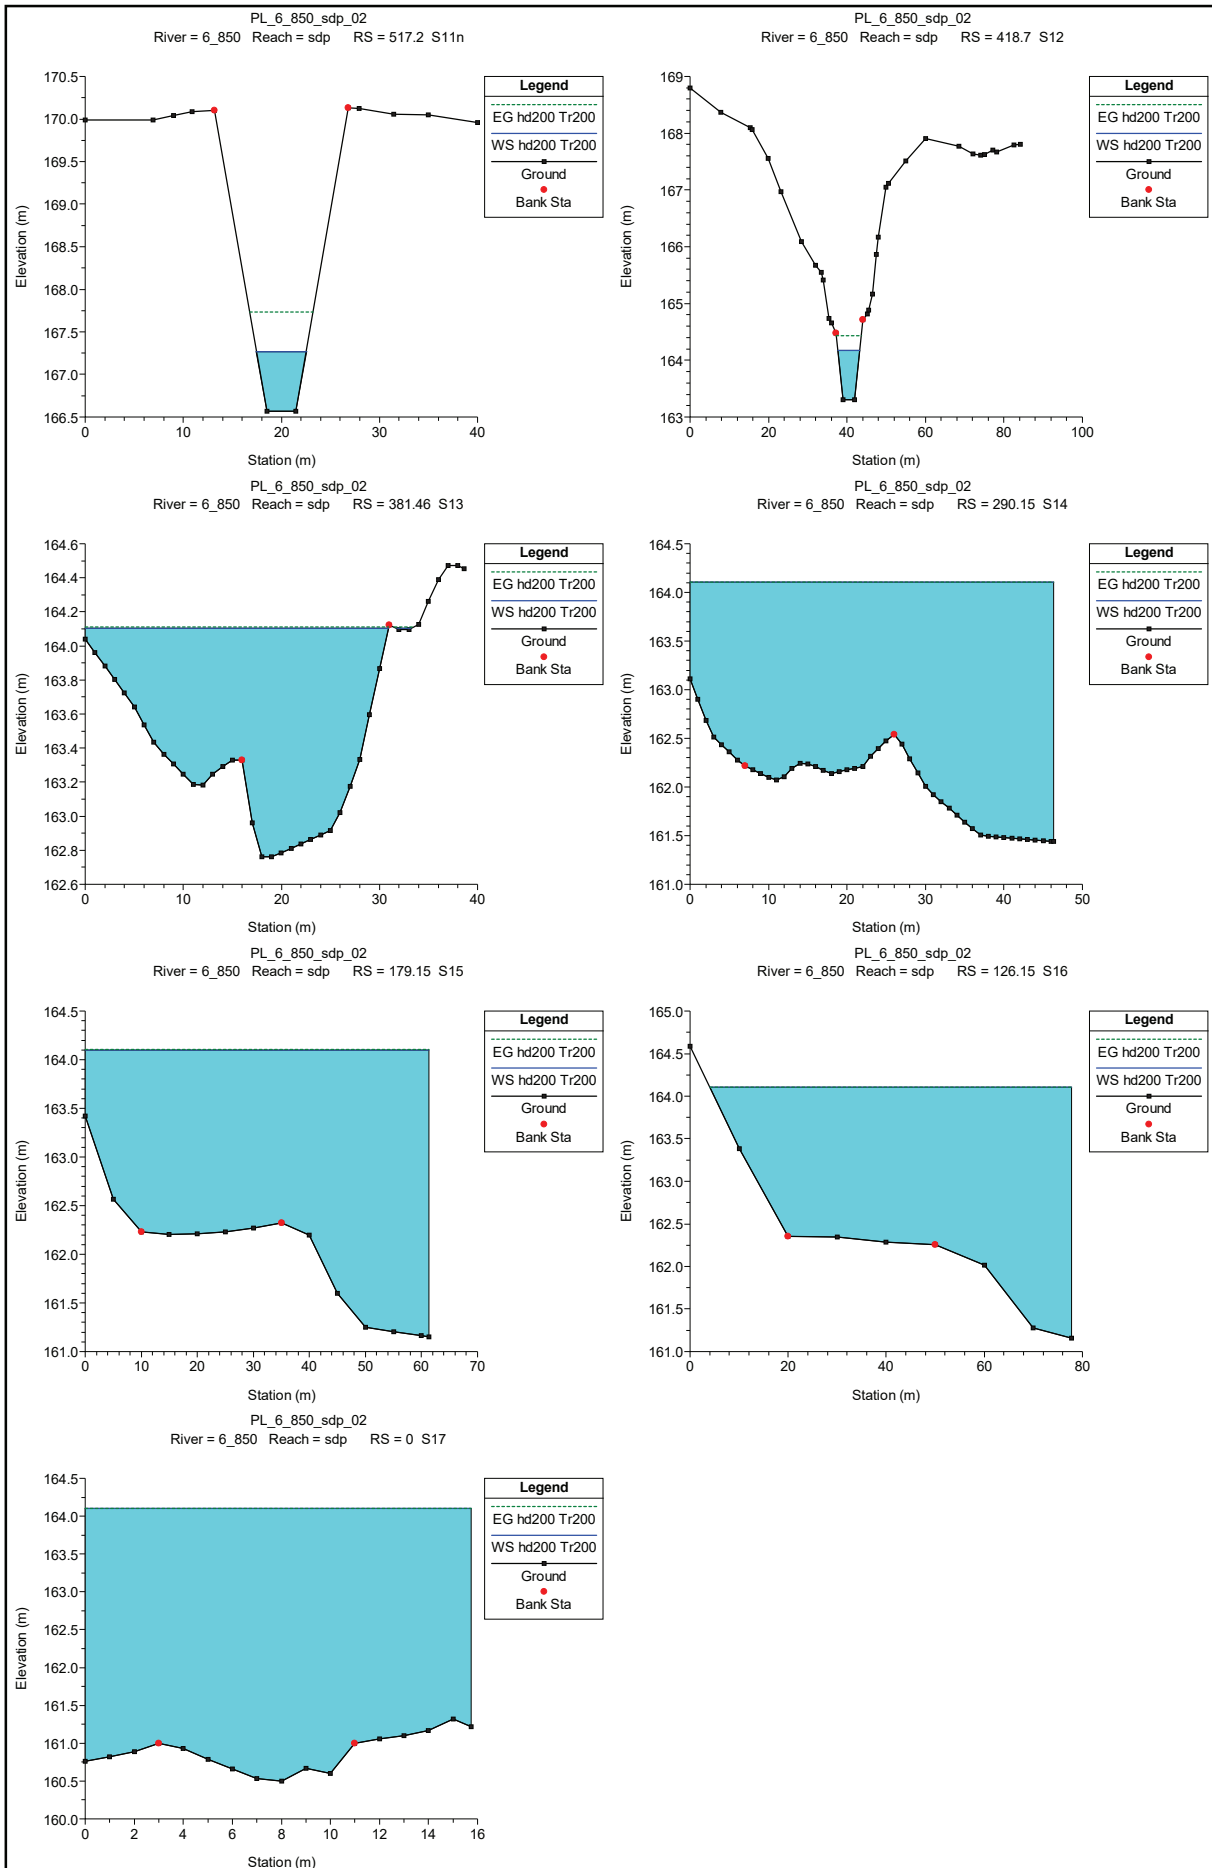 PL_6_850_sdp_02
River = 6_850 Reach = sdp RS = 517.2 S11n
170.5
170.0
169.5
169.0
168.5
168.0
167.5
167.0
166.5
0 10 20 30 40
Station (m)
Elevation (m)
Legend
EG hd200 Tr200
WS hd200 Tr200
Ground
Bank Sta
PL_6_850_sdp_02
River = 6_850 Reach = sdp RS = 418.7 S12
169
168
167
166
165
164
163
0 20 40 60 80 100
Station (m)
Elevation (m)
Legend
EG hd200 Tr200
WS hd200 Tr200
Ground
Bank Sta
PL_6_850_sdp_02
River = 6_850 Reach = sdp RS = 381.46 S13
164.6
164.4
164.2
164.0
163.8
163.6
163.4
163.2
163.0
162.8
162.6
0 10 20 30 40
Station (m)
Elevation (m)
Legend
EG hd200 Tr200
WS hd200 Tr200
Ground
Bank Sta
PL_6_850_sdp_02
River = 6_850 Reach = sdp RS = 290.15 S14
164.5
164.0
163.5
163.0
162.5
162.0
161.5
161.0
0 10 20 30 40 50
Station (m)
Elevation (m)
Legend
EG hd200 Tr200
WS hd200 Tr200
Ground
Bank Sta
PL_6_850_sdp_02
River = 6_850 Reach = sdp RS = 179.15 S15
164.5
164.0
163.5
163.0
162.5
162.0
161.5
161.0
0 10 20 30 40 50 60 70
Station (m)
Elevation (m)
Legend
EG hd200 Tr200
WS hd200 Tr200
Ground
Bank Sta
PL_6_850_sdp_02
River = 6_850 Reach = sdp RS = 126.15 S16
165.0
164.5
164.0
163.5
163.0
162.5
162.0
161.5
161.0
0 20 40 60 80
Station (m)
Elevation (m)
Legend
EG hd200 Tr200
WS hd200 Tr200
Ground
Bank Sta
PL_6_850_sdp_02
River = 6_850 Reach = sdp RS = 0 S17
164.5
164.0
163.5
163.0
162.5
162.0
161.5
161.0
160.5
160.0
0 2 4 6 8 10 12 14 16
Station (m)
Elevation (m)
Legend
EG hd200 Tr200
WS hd200 Tr200
Ground
Bank Sta